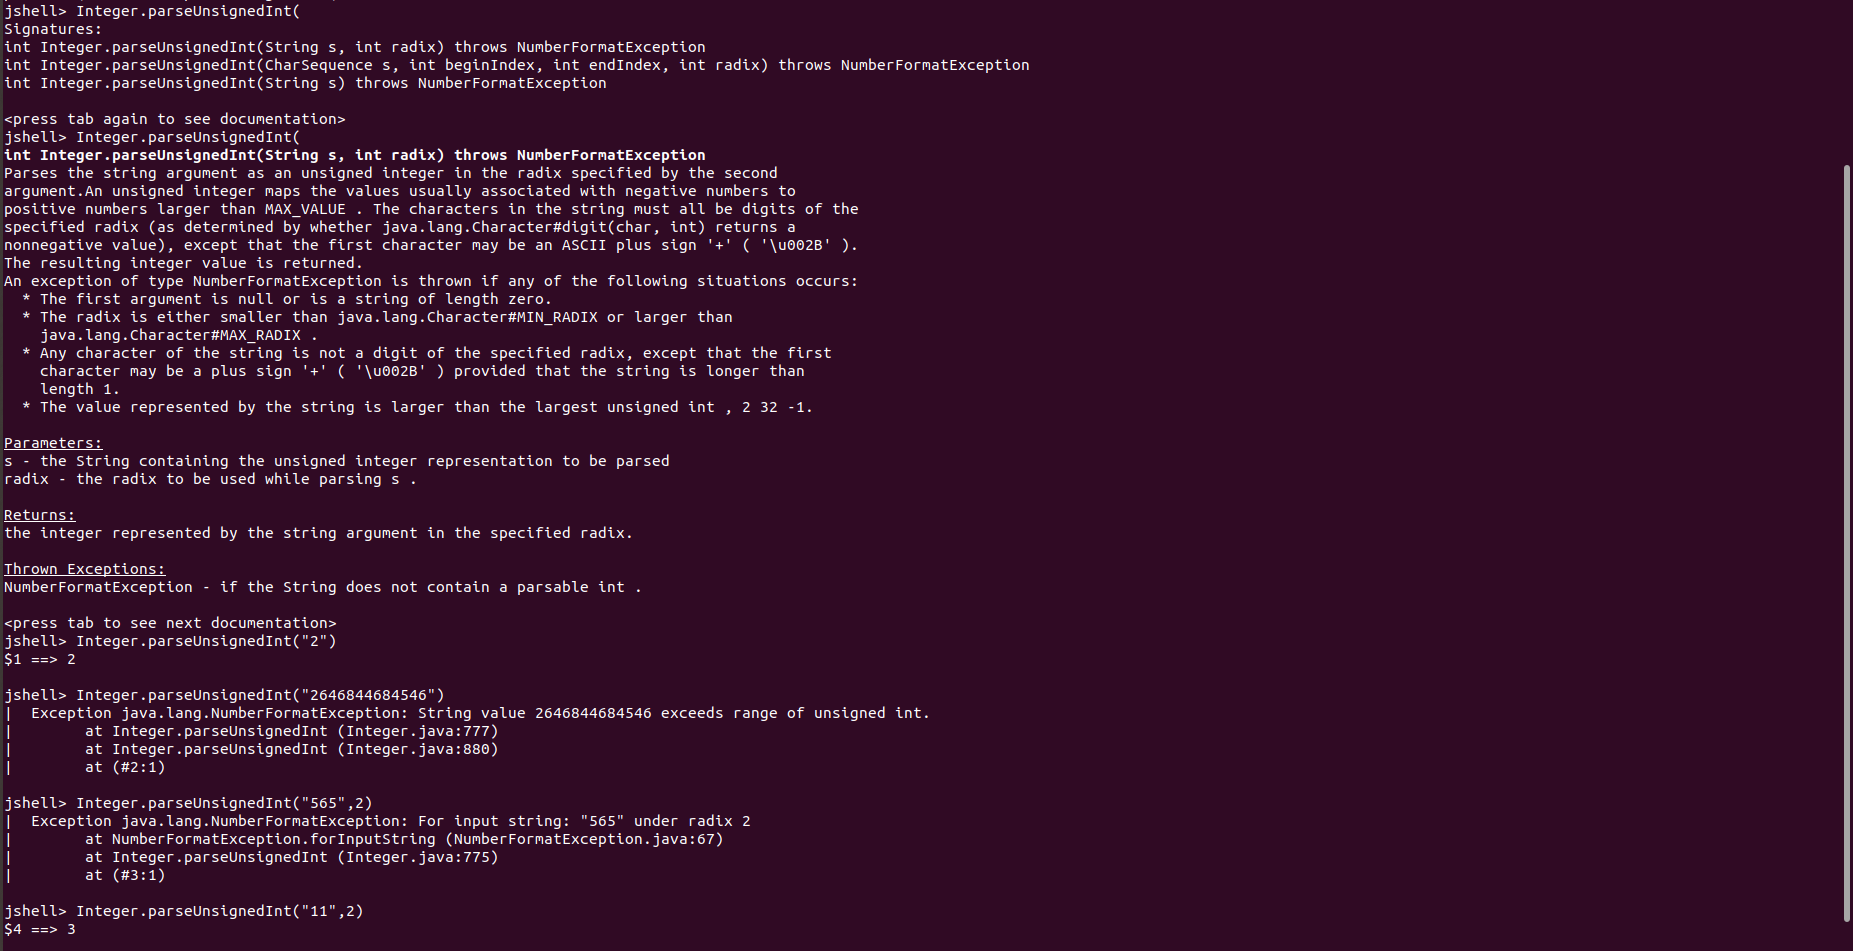 jshell> Integer.parseUnsignedInt(
Signatures:
int Integer.parseUnsignedInt(String s, int radix) throws NumberFormatException
int Integer.parseUnsignedInt(CharSequence s, int beginIndex, int endIndex, int radix) throws NumberFormatException
int Integer.parseUnsignedInt(String s) throws NumberFormatException

<press tab again to see documentation>
jshell> Integer.parseUnsignedInt(
int Integer.parseUnsignedInt(String s, int radix) throws NumberFormatException
Parses the string argument as an unsigned integer in the radix specified by the second
argument.An unsigned integer maps the values usually associated with negative numbers to
positive numbers larger than MAX_VALUE . The characters in the string must all be digits of the
specified radix (as determined by whether java.lang.Character#digit(char, int) returns a
nonnegative value), except that the first character may be an ASCII plus sign '+' ( '\u002B' ).
The resulting integer value is returned.
An exception of type NumberFormatException is thrown if any of the following situations occurs:
  * The first argument is null or is a string of length zero.
  * The radix is either smaller than java.lang.Character#MIN_RADIX or larger than
    java.lang.Character#MAX_RADIX .
  * Any character of the string is not a digit of the specified radix, except that the first
    character may be a plus sign '+' ( '\u002B' ) provided that the string is longer than
    length 1.
  * The value represented by the string is larger than the largest unsigned int , 2 32 -1.

Parameters:
s - the String containing the unsigned integer representation to be parsed
radix - the radix to be used while parsing s .

Returns:
the integer represented by the string argument in the specified radix.

Thrown Exceptions:
NumberFormatException - if the String does not contain a parsable int .

<press tab to see next documentation>
jshell> Integer.parseUnsignedInt("2")
$1 ==> 2

jshell> Integer.parseUnsignedInt("2646844684546")
|  Exception java.lang.NumberFormatException: String value 2646844684546 exceeds range of unsigned int.
|        at Integer.parseUnsignedInt (Integer.java:777)
|        at Integer.parseUnsignedInt (Integer.java:880)
|        at (#2:1)

jshell> Integer.parseUnsignedInt("565",2)
|  Exception java.lang.NumberFormatException: For input string: "565" under radix 2
|        at NumberFormatException.forInputString (NumberFormatException.java:67)
|        at Integer.parseUnsignedInt (Integer.java:775)
|        at (#3:1)

jshell> Integer.parseUnsignedInt("11",2)
$4 ==> 3